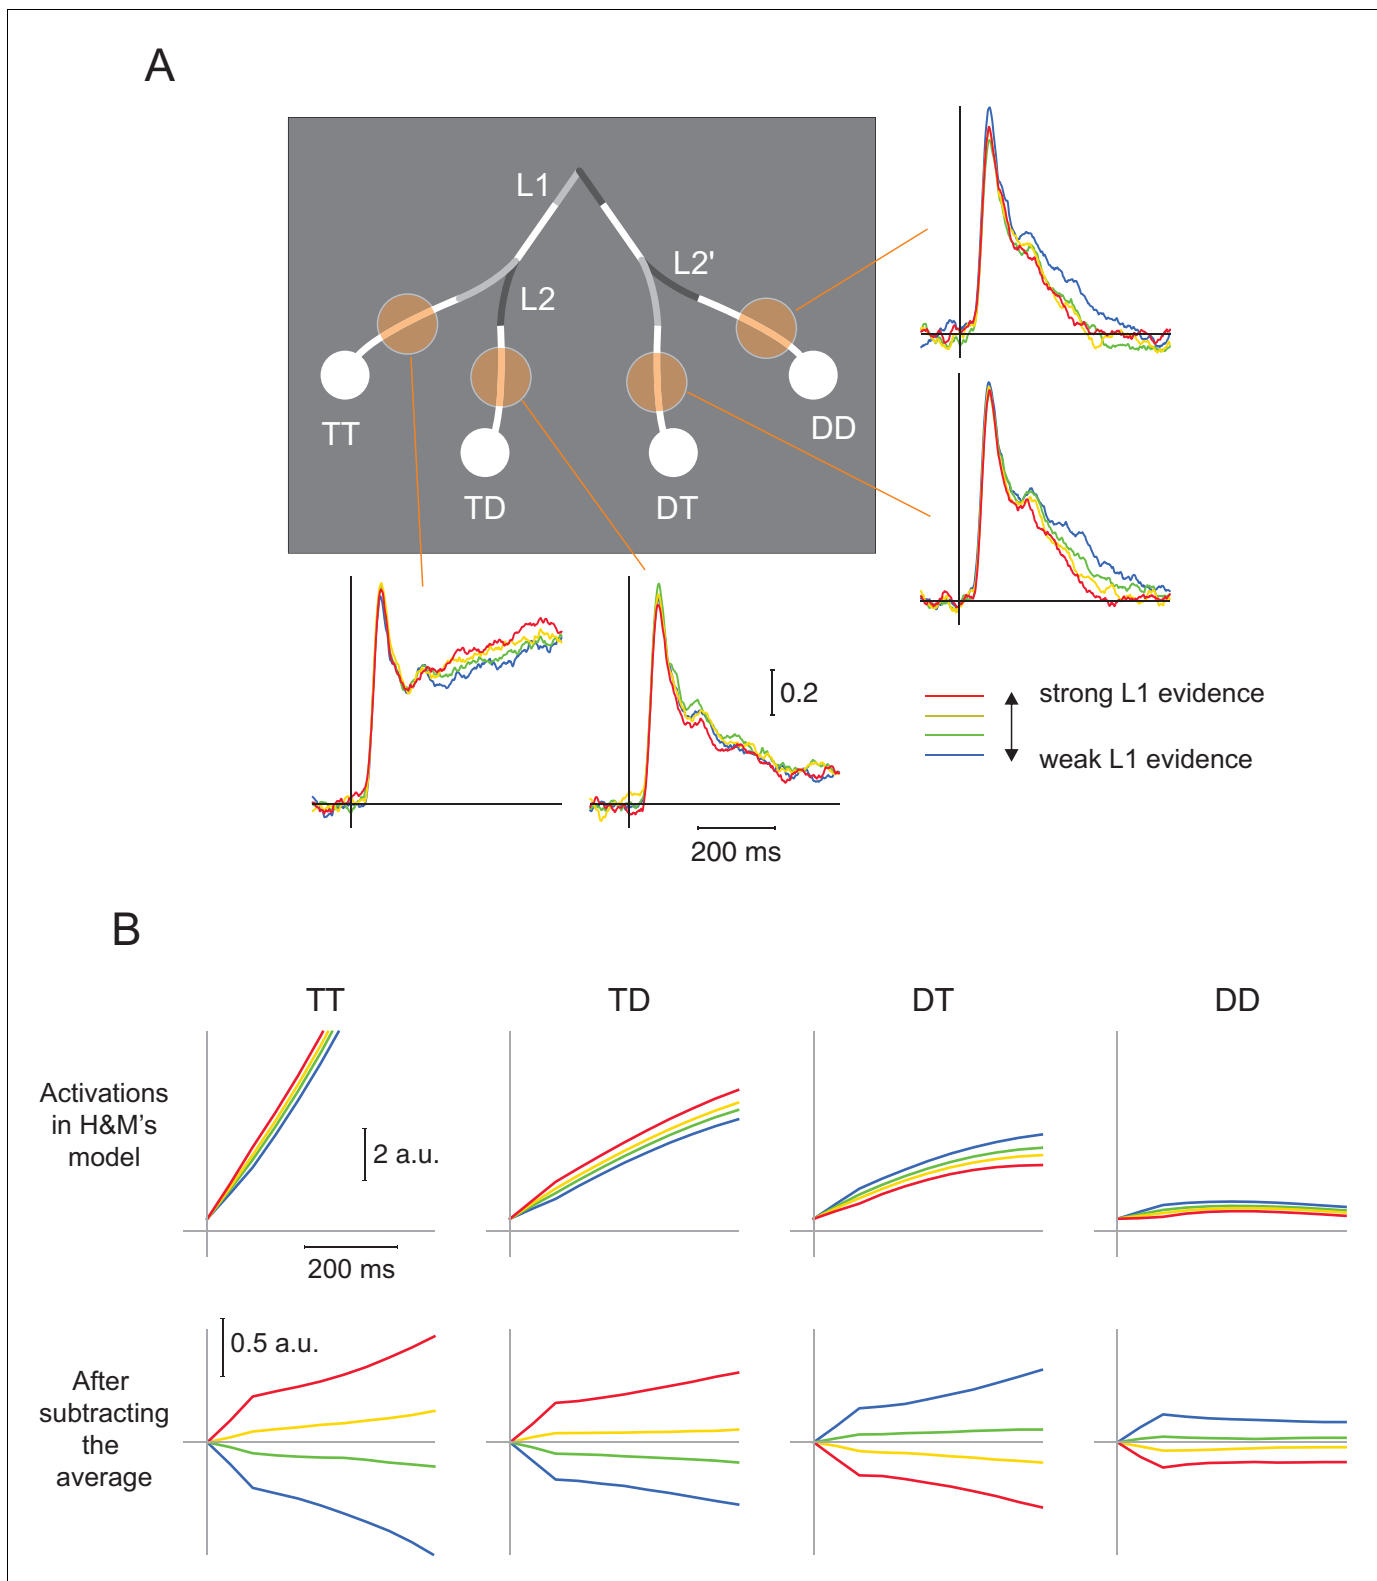 A
L1
L2'
L2
TT
TD
DT
DD
0.2
200 ms
strong L1 evidence
weak L1 evidence
B
TT
TD
DT
DD
Activations
in H&M's
model
2 a.u.
200 ms
0.5 a.u.
After
subtracting
the
average